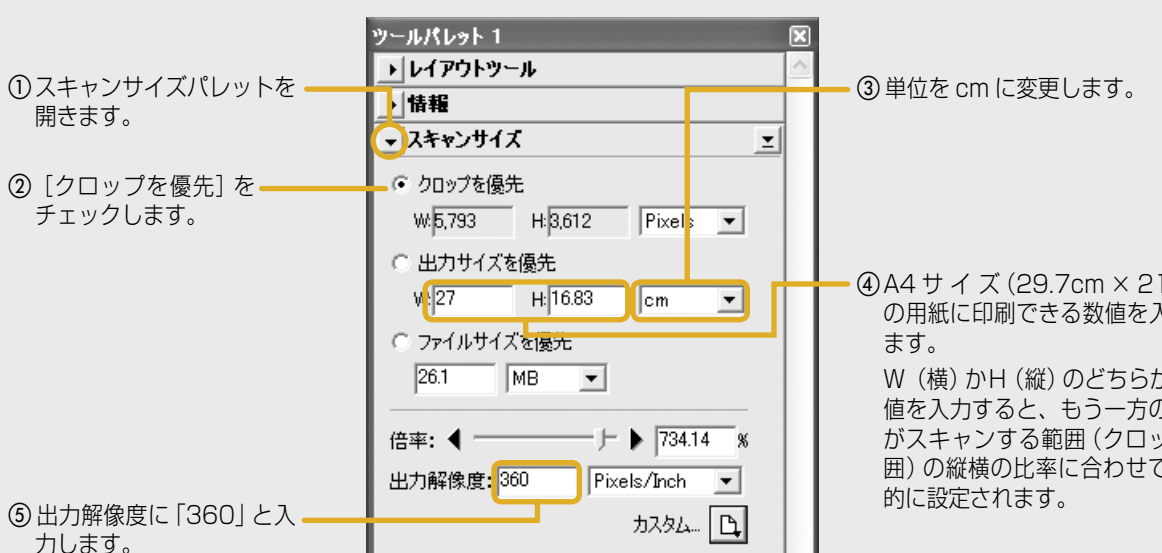 ①スキャンサイズパレットを
開きます。
②［クロップを優先］を
チェックします。
⑤出力解像度に「360」と入
力します。
ツールパレット 1
レイアウトツール
情報
スキャンサイズ
クロップを優先
W:5,793 H:3,612 Pixels
出力サイズを優先
W:27 H:16.83 cm
ファイルサイズを優先
26.1 MB
倍率: 734.14 %
出力解像度: 360 Pixels/Inch
カスタム...
③単位を cm に変更します。
④A4 サイズ(29.7cm × 21
の用紙に印刷できる数値を入
ます。
W（横）かH（縦）のどちらか
値を入力すると、もう一方の
がスキャンする範囲（クロッ
囲）の縦横の比率に合わせて
的に設定されます。